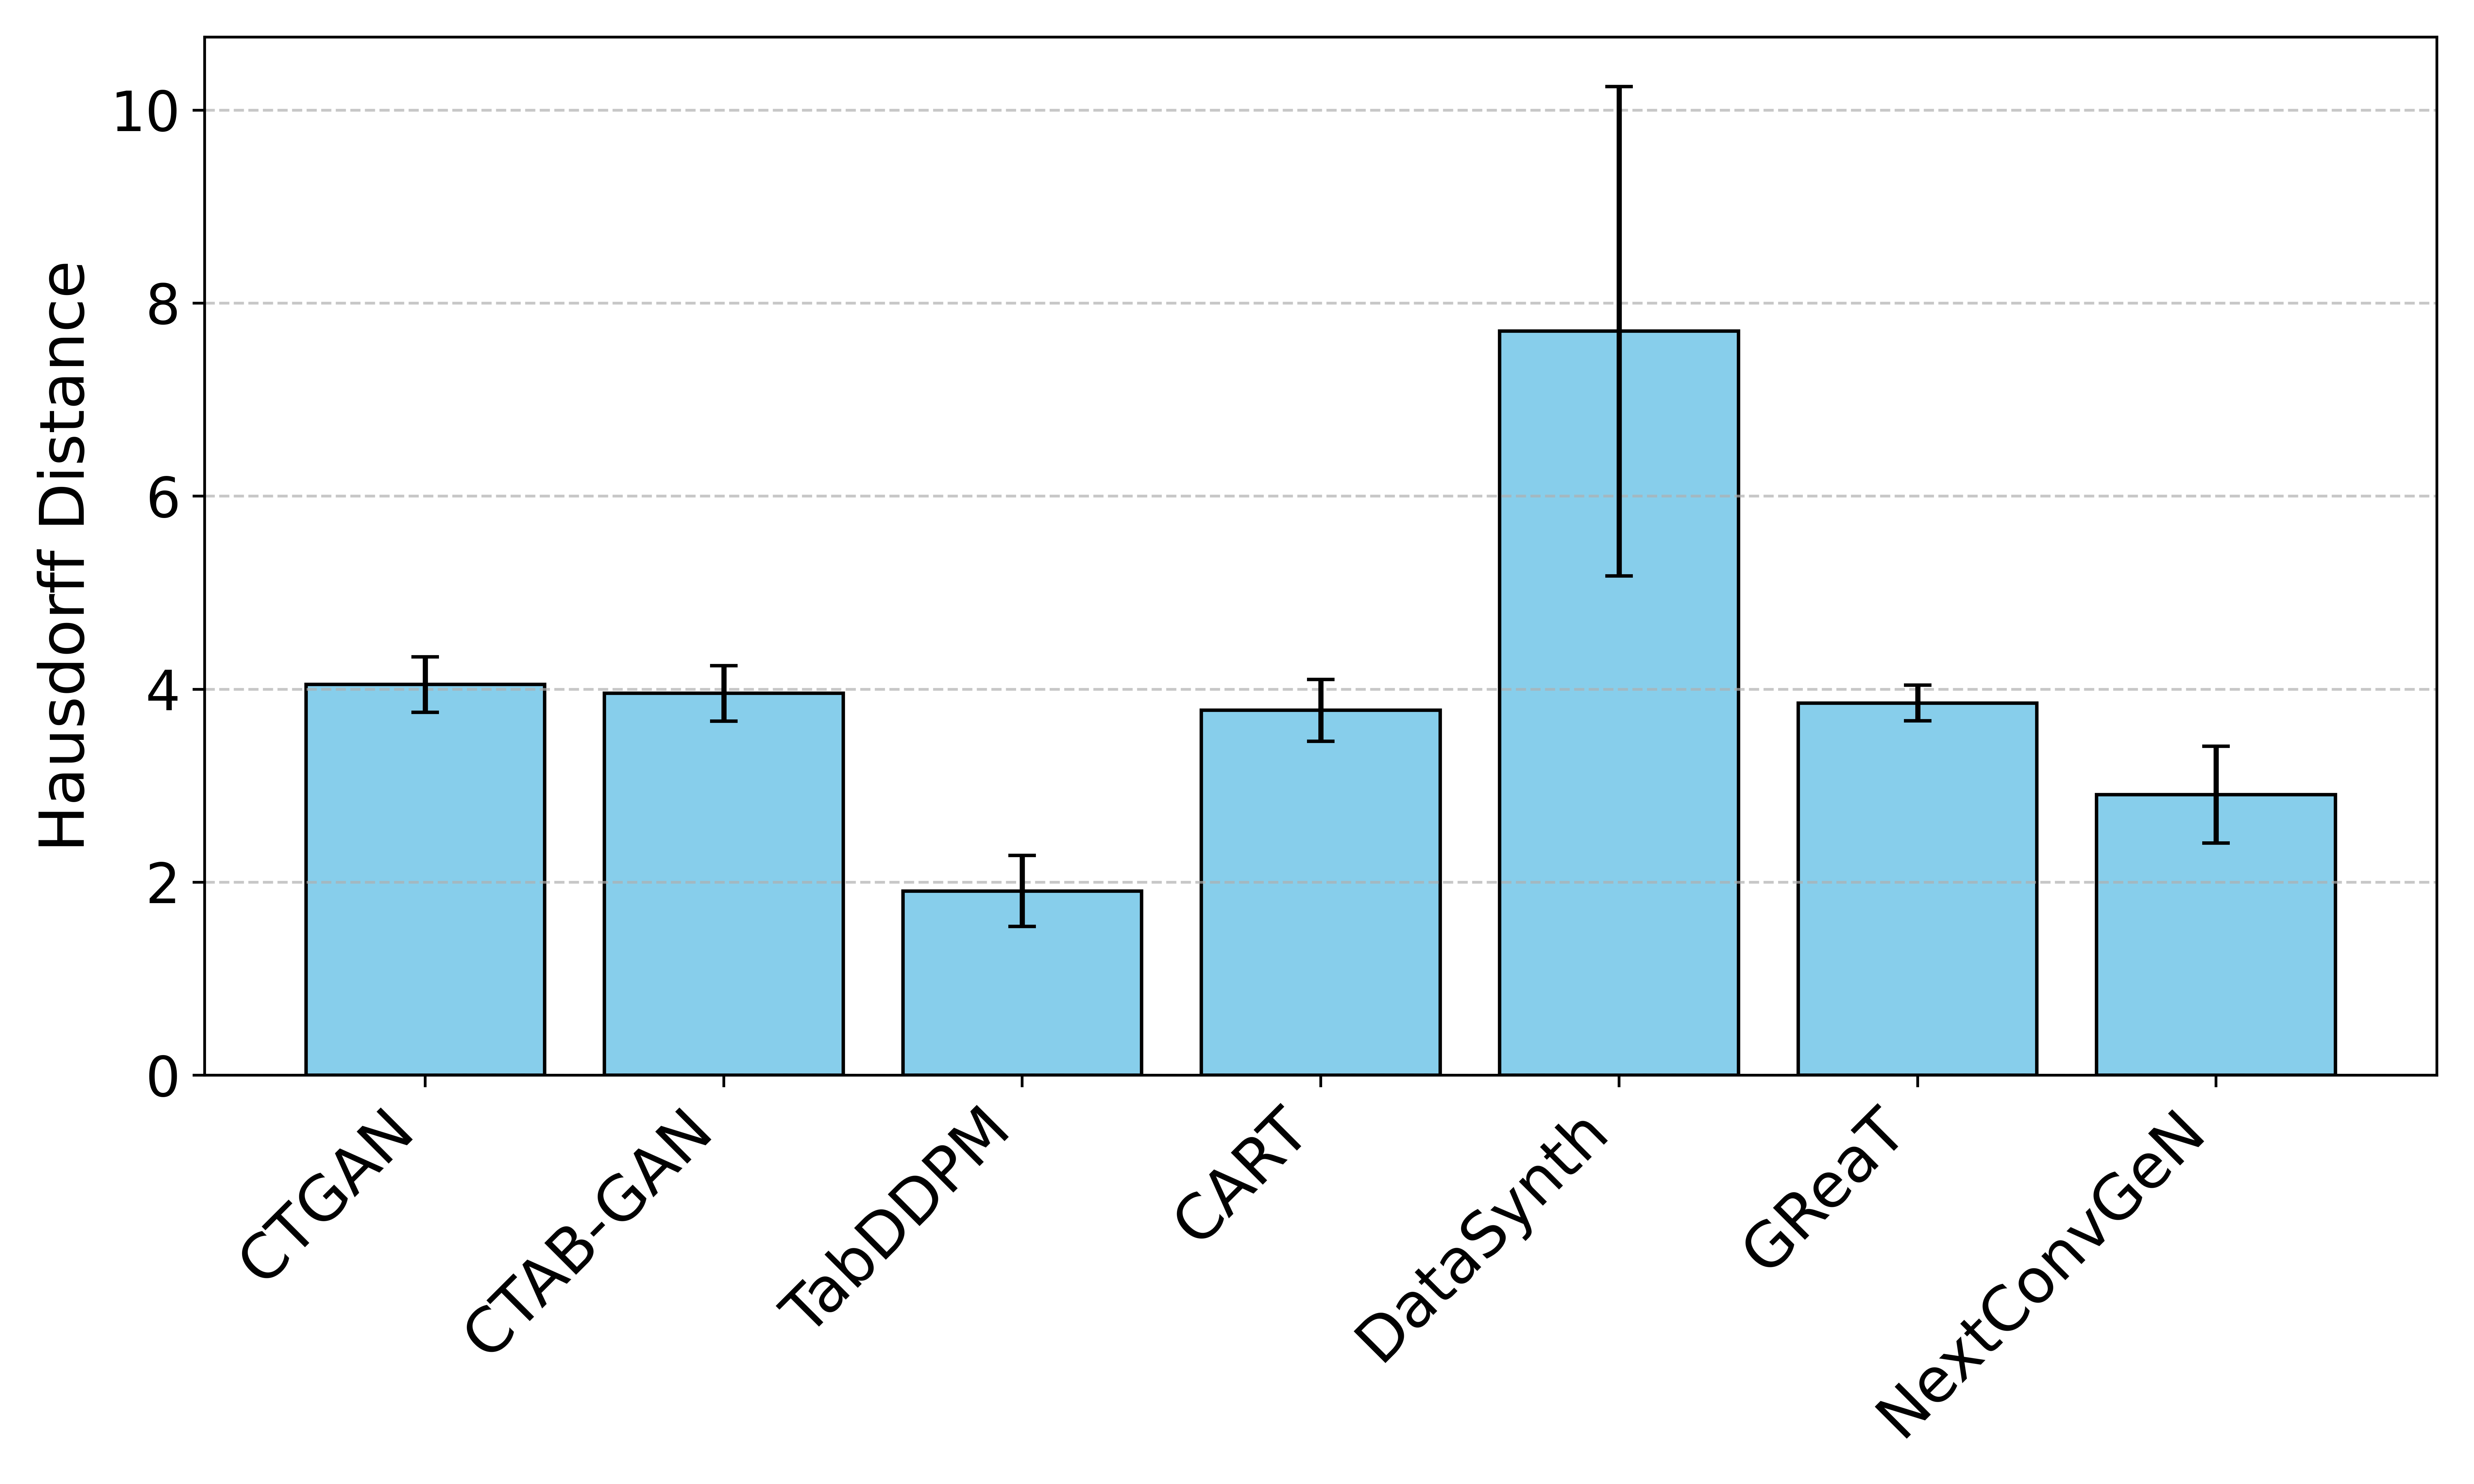 Hausdorff Distance
10
8
6
4
2
0
CTGAN
CTAB-GAN
TabDDPM
CART
DataSynth
GReaT
NextConvGeN